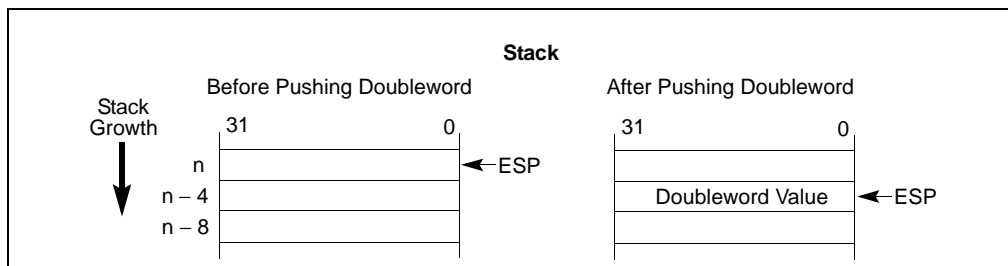 Stack
Before Pushing Doubleword
After Pushing Doubleword
Stack
Growth
31
0
31
0
n
ESP
n – 4
Doubleword Value
ESP
n – 8